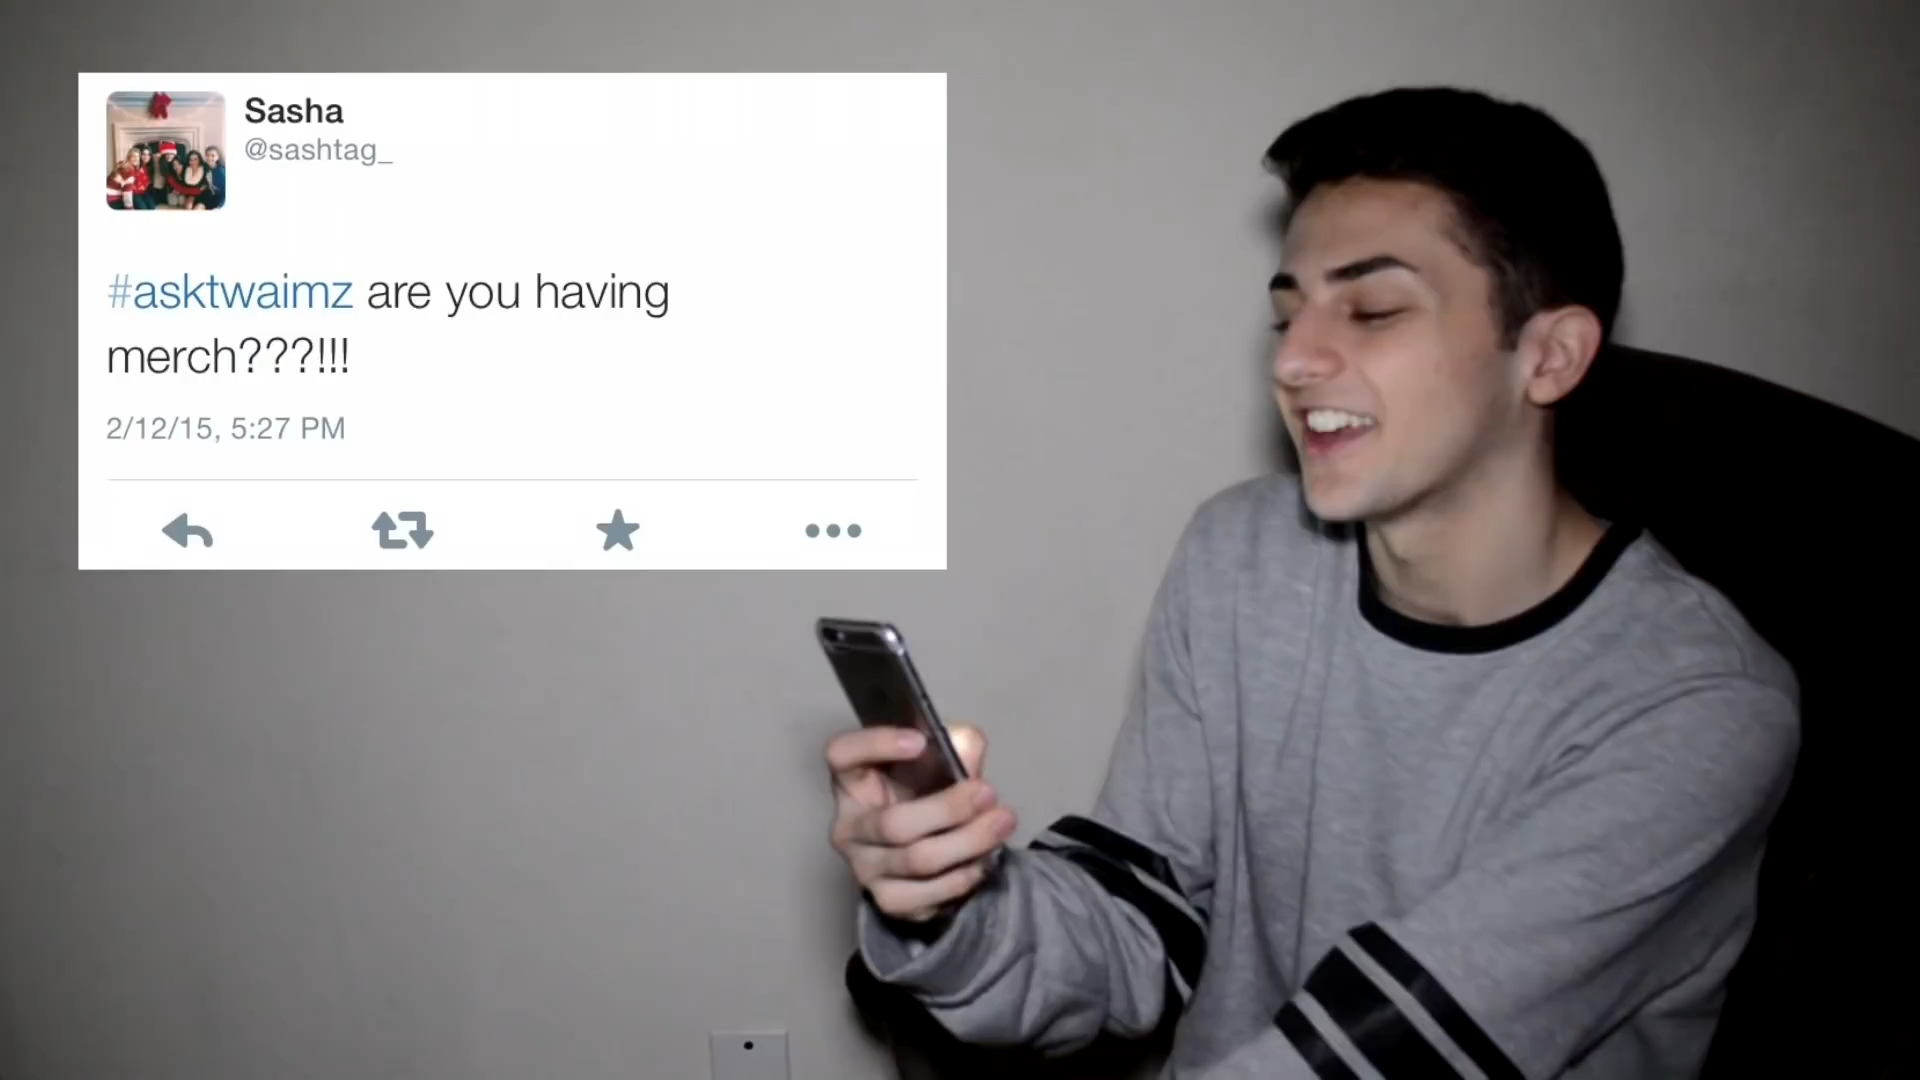 Sasha
@sashtag_
#asktwaimz are you having
merch???!!!
2/12/15, 5:27 PM